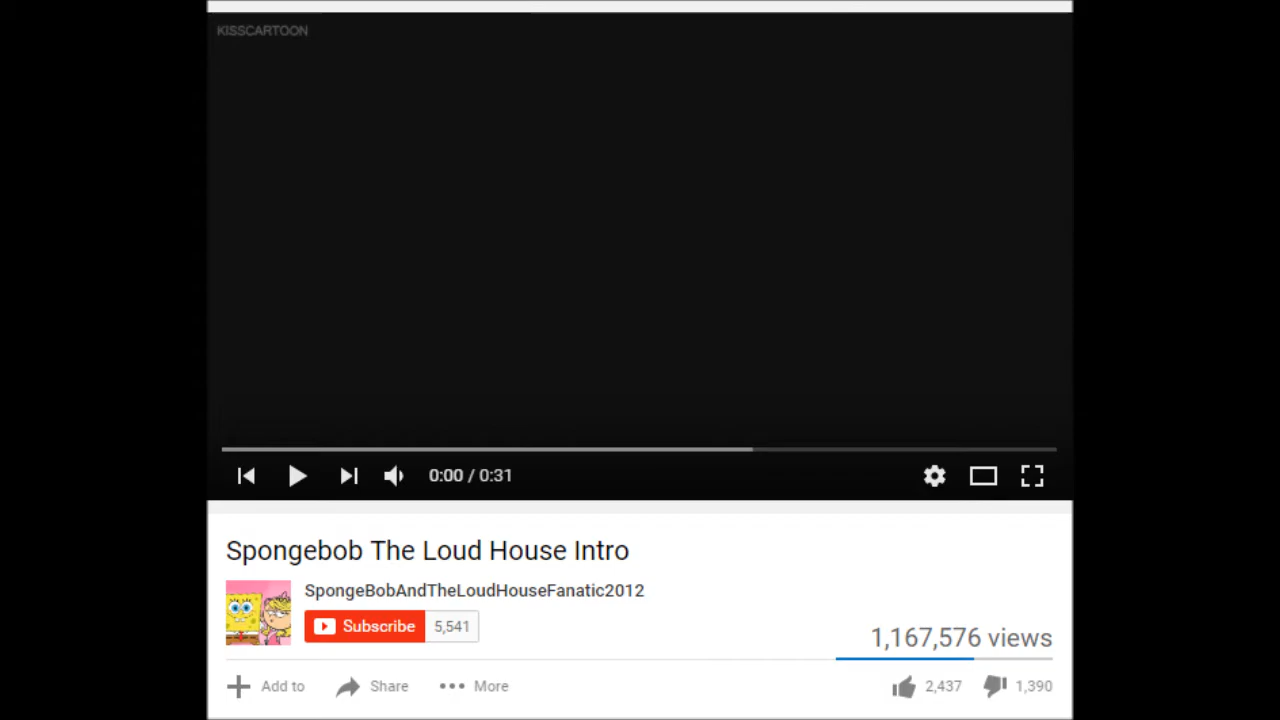 KISSCARTOON
0:00 / 0:31
Spongebob The Loud House Intro
SpongeBobAndTheLoudHouseFanatic2012
Subscribe 5,541
1,167,576 views
Add to Share More 2,437 1,390